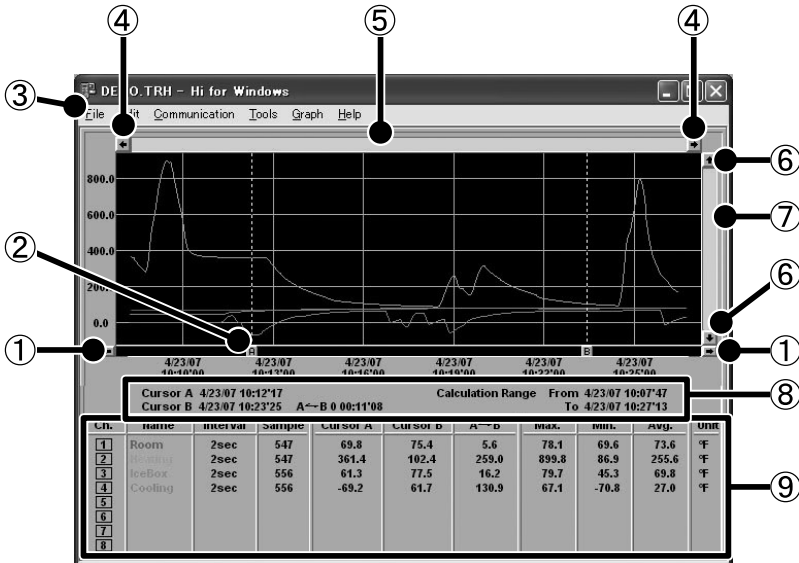 ④ ⑤ ④
DEMO.TRH - Hi for Windows
③
File Edit Communication Tools Graph Help
⑥
800.0
⑦
600.0
②
400.0
200.0
⑥
0.0
① A B ①
4/23/07 4/23/07 4/23/07 4/23/07 4/23/07 4/23/07
10:10'00 10:13'00 10:16'00 10:19'00 10:22'00 10:25'00
⑧
Cursor A 4/23/07 10:12'17 Calculation Range From 4/23/07 10:07'47
Cursor B 4/23/07 10:23'25 A↔B 0 00:11'08 To 4/23/07 10:27'13
Ch. Name Interval Sample Cursor A Cursor B A↔B Max. Min. Avg. Unit
1 Room 2sec 547 69.8 75.4 5.6 78.1 69.6 73.6 °F
2 Heating 2sec 547 361.4 102.4 259.0 899.8 86.9 255.6 °F
3 IceBox 2sec 556 61.3 77.5 16.2 79.7 45.3 69.8 °F
4 Cooling 2sec 556 -69.2 61.7 130.9 67.1 -70.8 27.0 °F
⑨
5
6
7
8